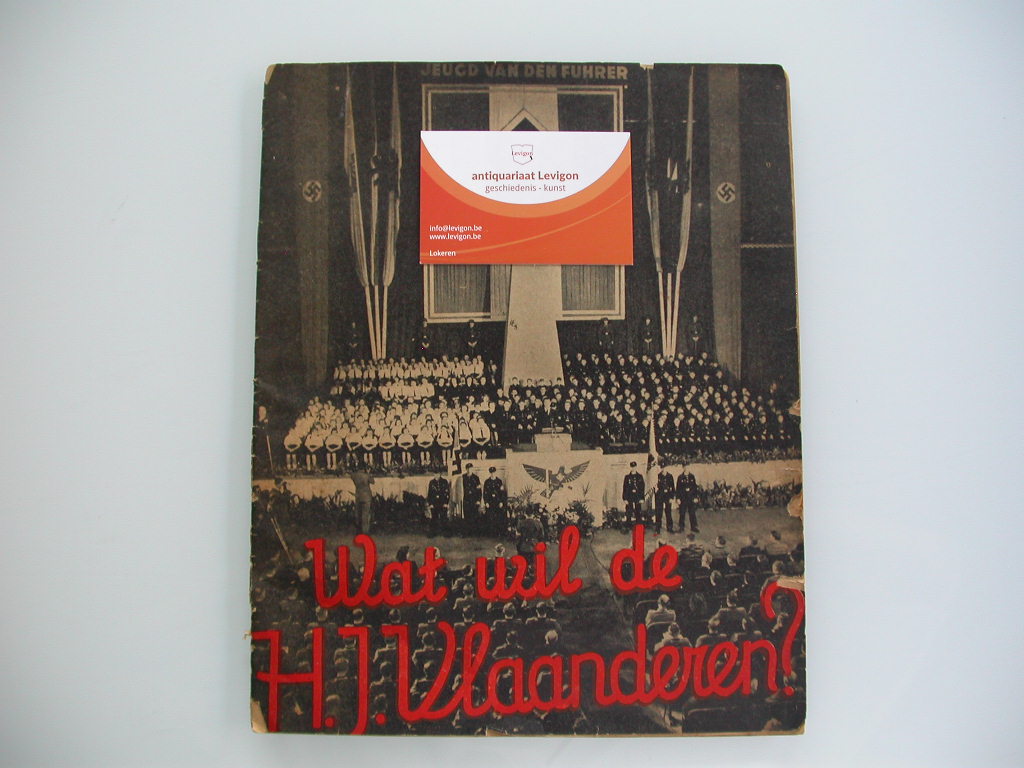 JEUGD VAN DEN FUHRER
Levigon
antiquariaat Levigon
geschiedenis - kunst
info@levigon.be
www.levigon.be
Lokeren
Wat wil de
H.J. Vlaanderen?